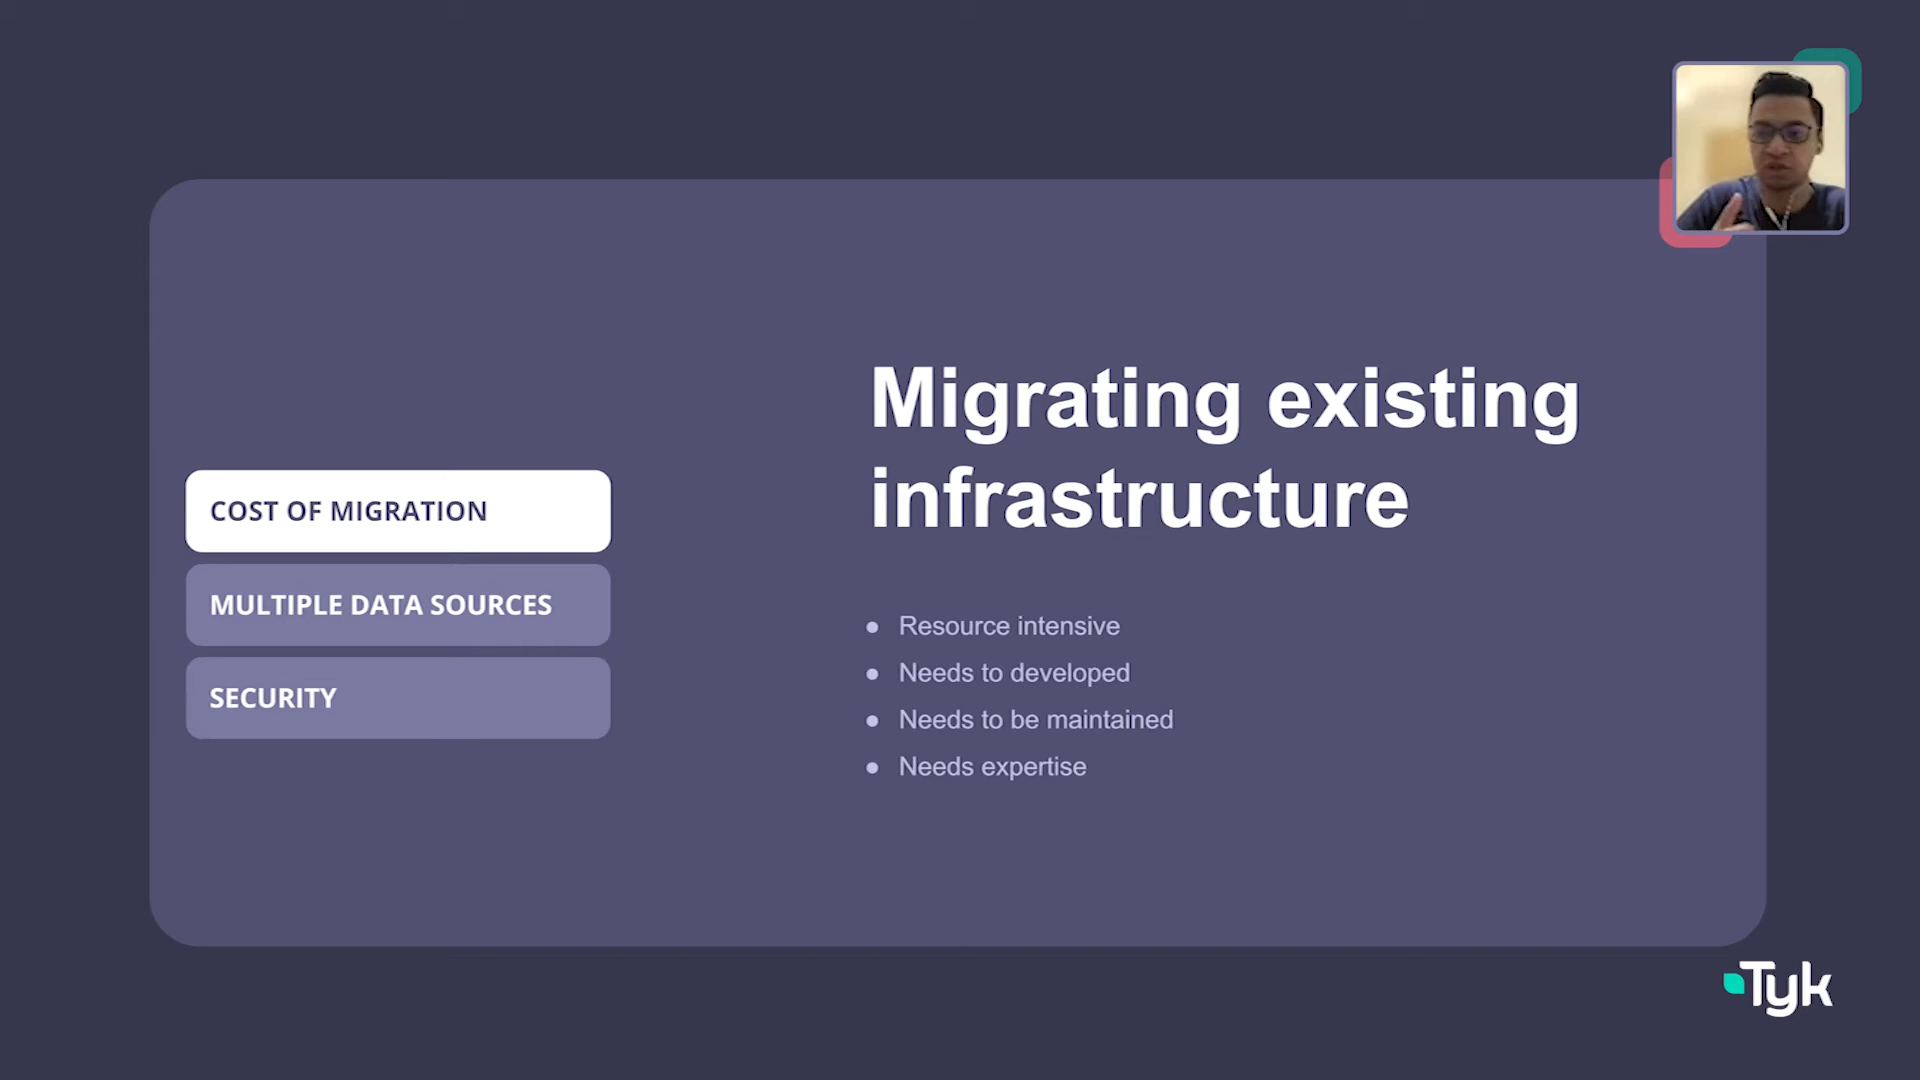 COST OF MIGRATION
MULTIPLE DATA SOURCES
SECURITY
Migrating existing
infrastructure
● Resource intensive
● Needs to developed
● Needs to be maintained
● Needs expertise
Tyk